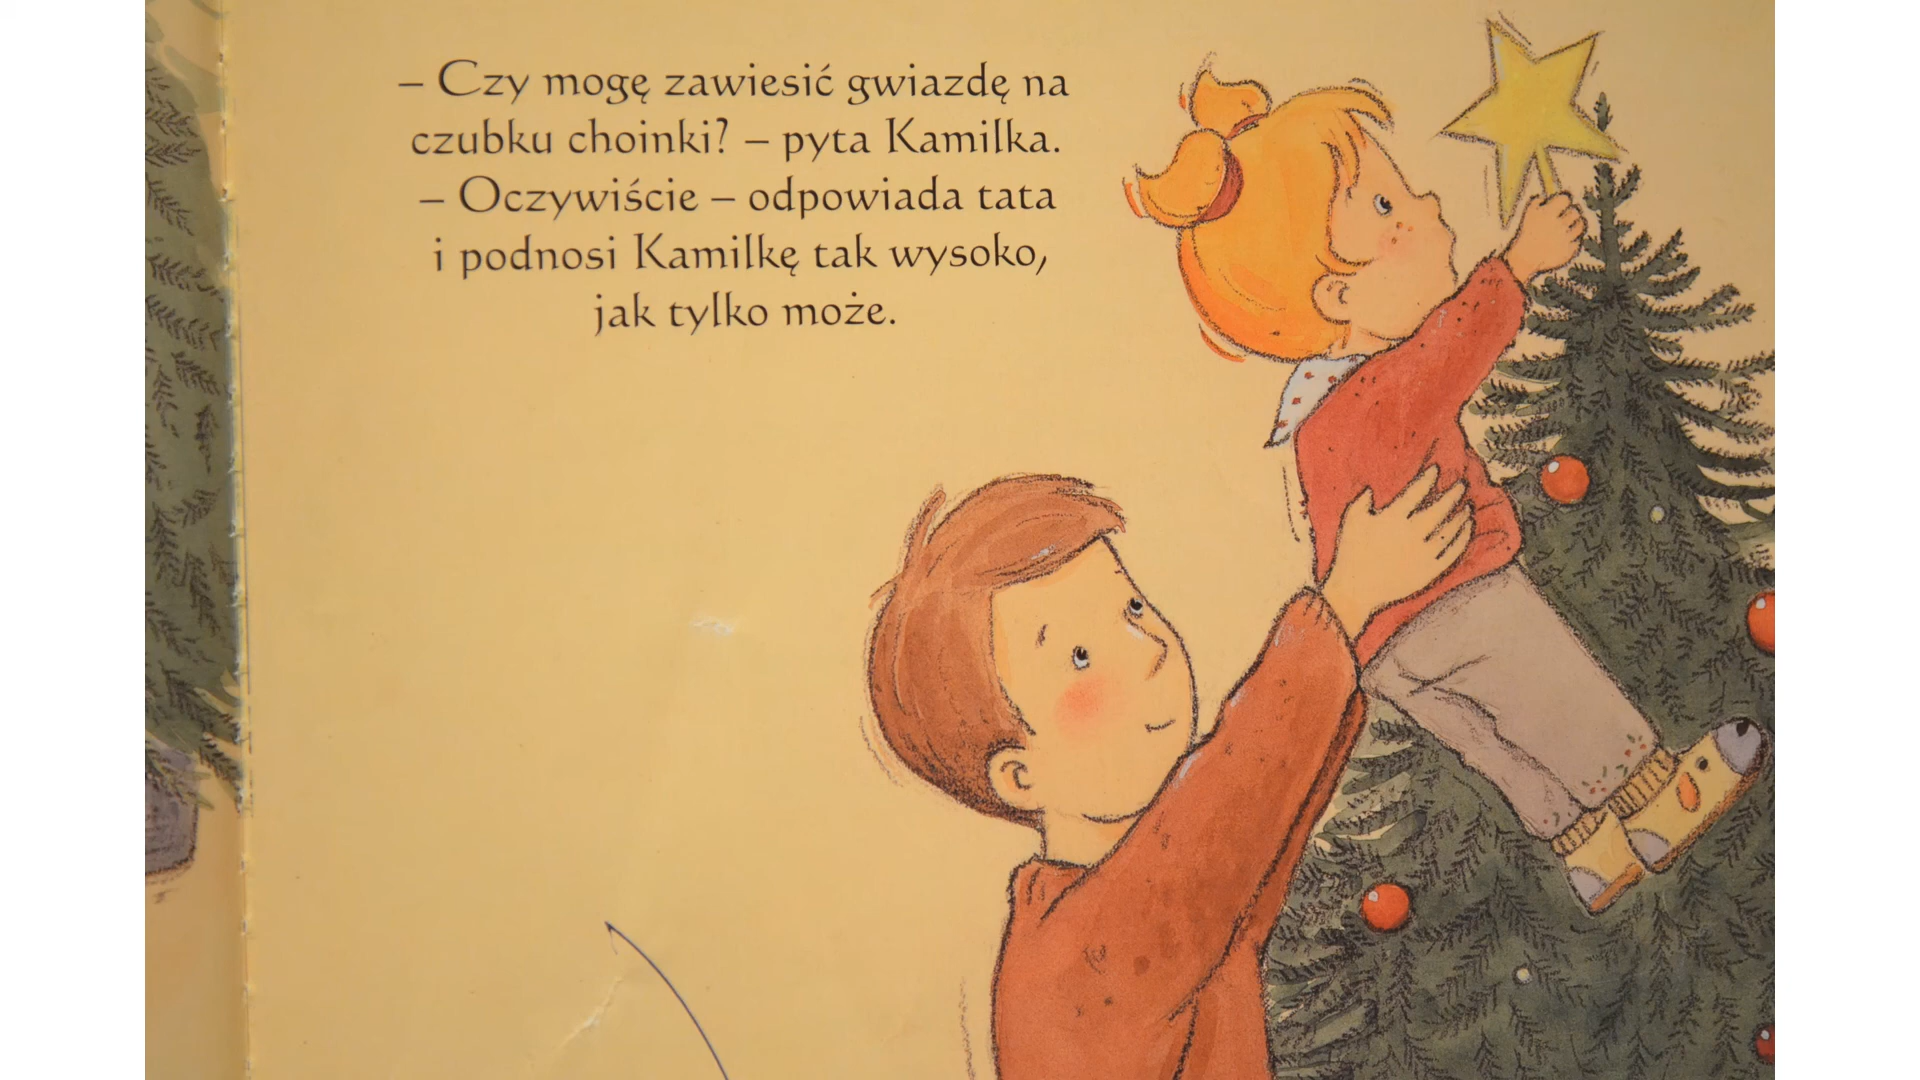 – Czy mogę zawiesić gwiazdę na
czubku choinki? – pyta Kamilka.
– Oczywiście – odpowiada tata
i podnosi Kamilkę tak wysoko,
jak tylko może.